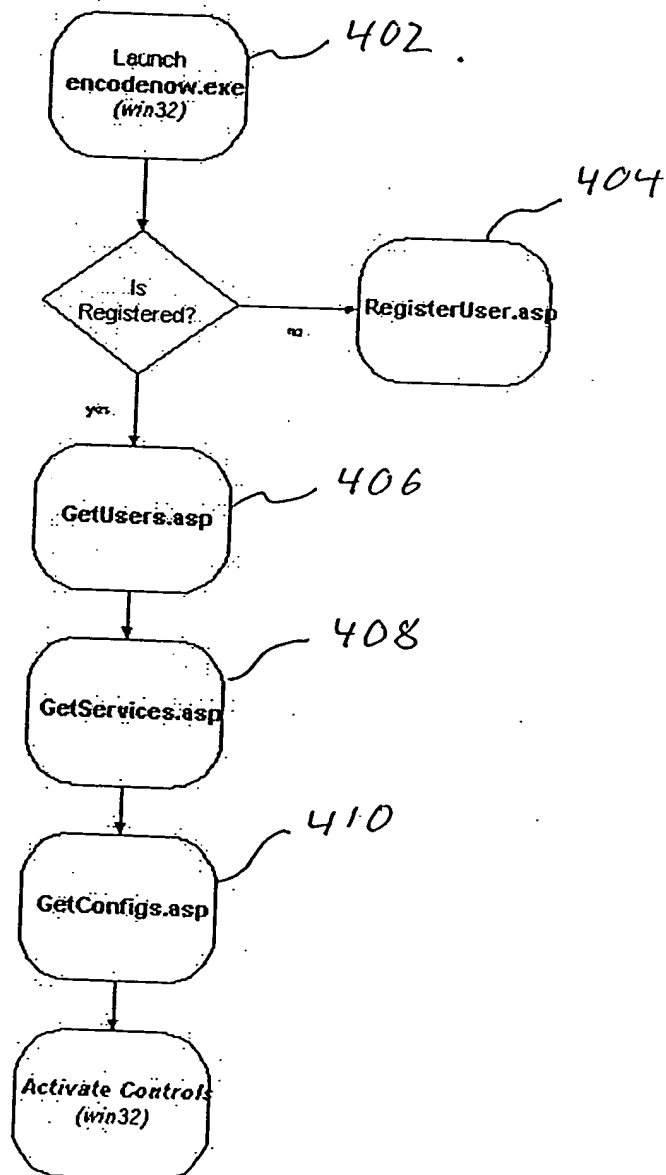 Launch
encodenow.exe
(win32)
402
404
Is
Registered?
no
RegisterUser.asp
yes
GetUsers.asp
406
GetServices.asp
408
GetConfigs.asp
410
Activate Controls
(win32)